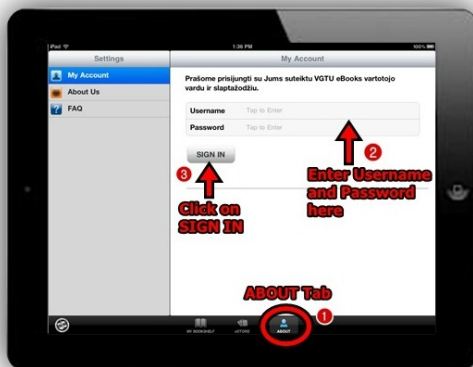 iPad
1:36 PM
100%
Settings
My Account
My Account
About Us
FAQ
Prašome prisijungti su Jums suteiktu VGTU eBooks vartotojo
vardu ir slaptažodžiu.
Username Tap to Enter
Password Tap to Enter
SIGN IN
2
Enter Username
and Password
here
3
Click on
SIGN IN
ABOUT Tab
1
MY BOOKSHELF
eSTORE
ABOUT